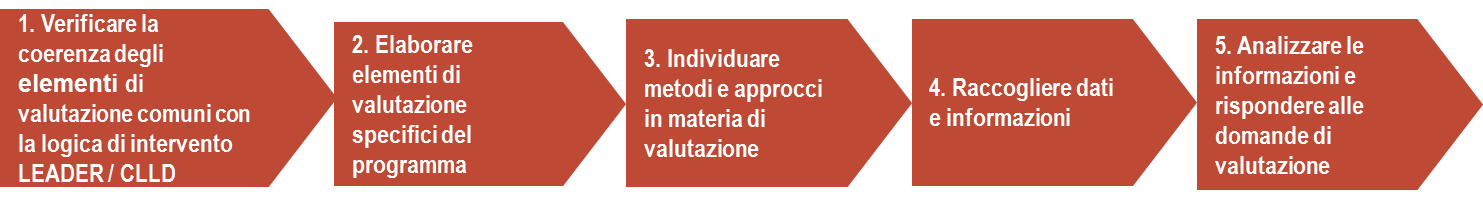 1. Verificare la
coerenza degli
elementi di
valutazione comuni con
la logica di intervento
LEADER / CLLD
2. Elaborare
elementi di
valutazione
specifici del
programma
3. Individuare
metodi e approcci
in materia di
valutazione
4. Raccogliere dati
e informazioni
5. Analizzare le
informazioni e
rispondere alle
domande di
valutazione